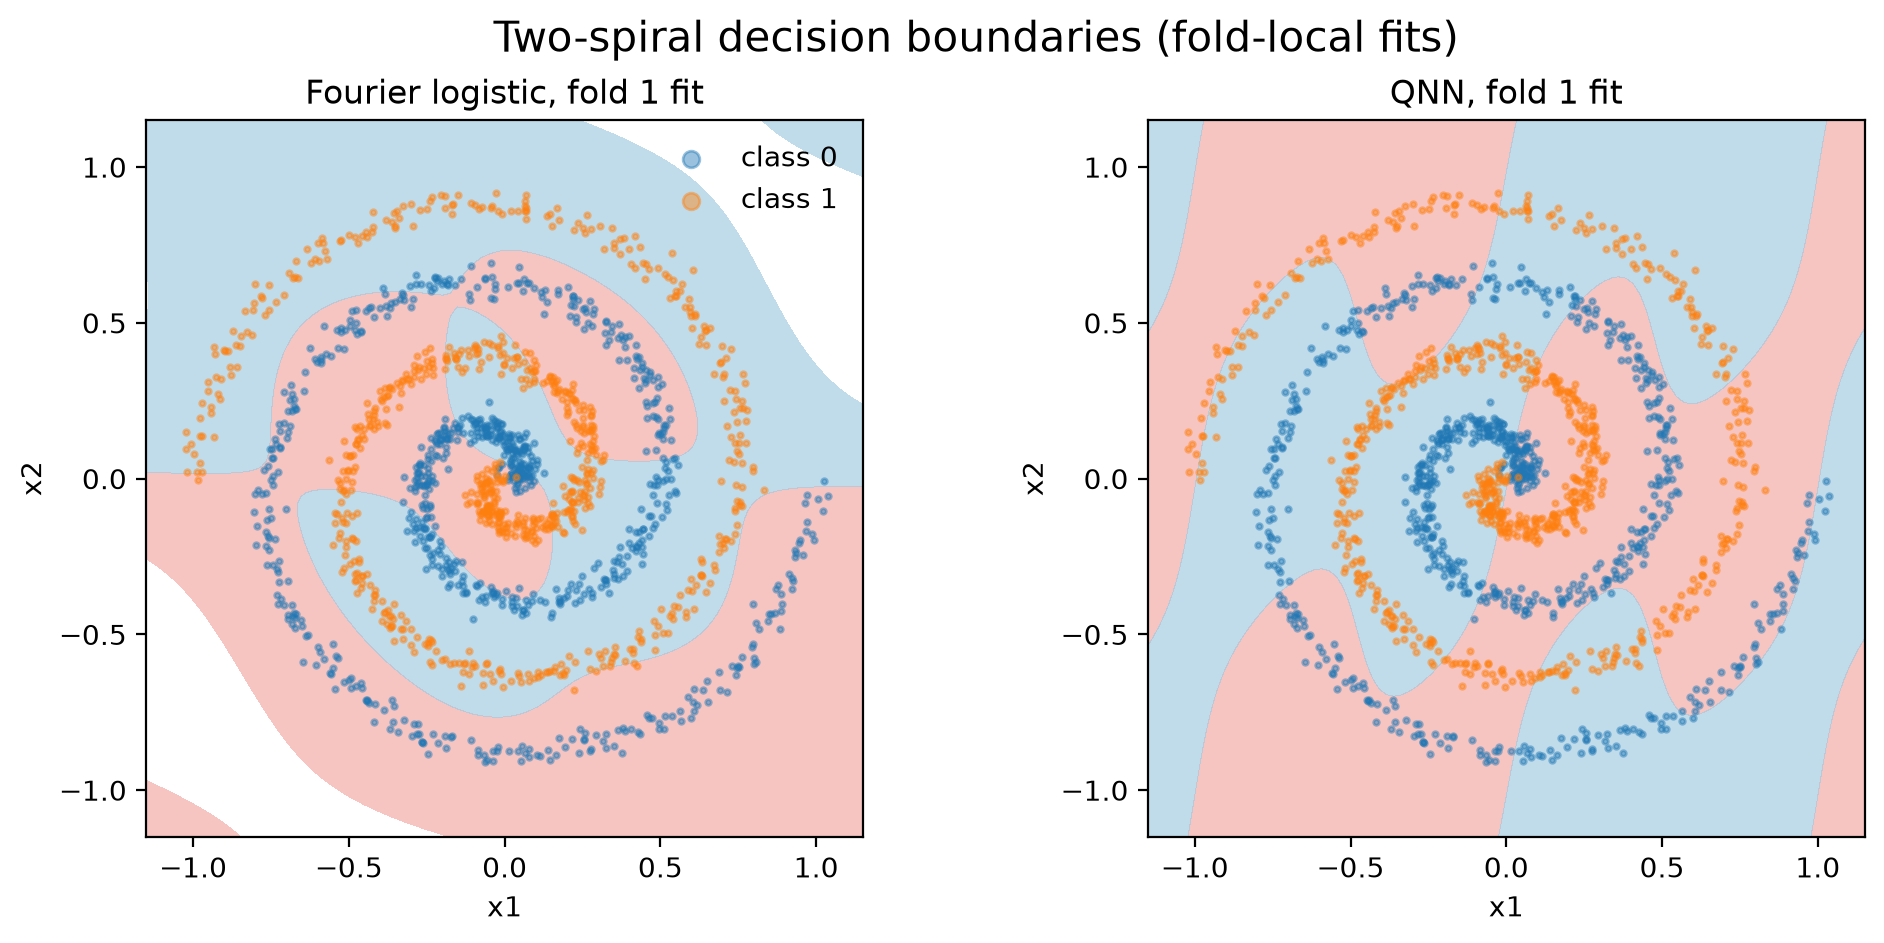 Two-spiral decision boundaries (fold-local fits)
Fourier logistic, fold 1 fit
class 0
class 1
1.0
0.5
0.0
−0.5
−1.0
x2
−1.0 −0.5 0.0 0.5 1.0
x1
QNN, fold 1 fit
1.0
0.5
0.0
−0.5
−1.0
x2
−1.0 −0.5 0.0 0.5 1.0
x1